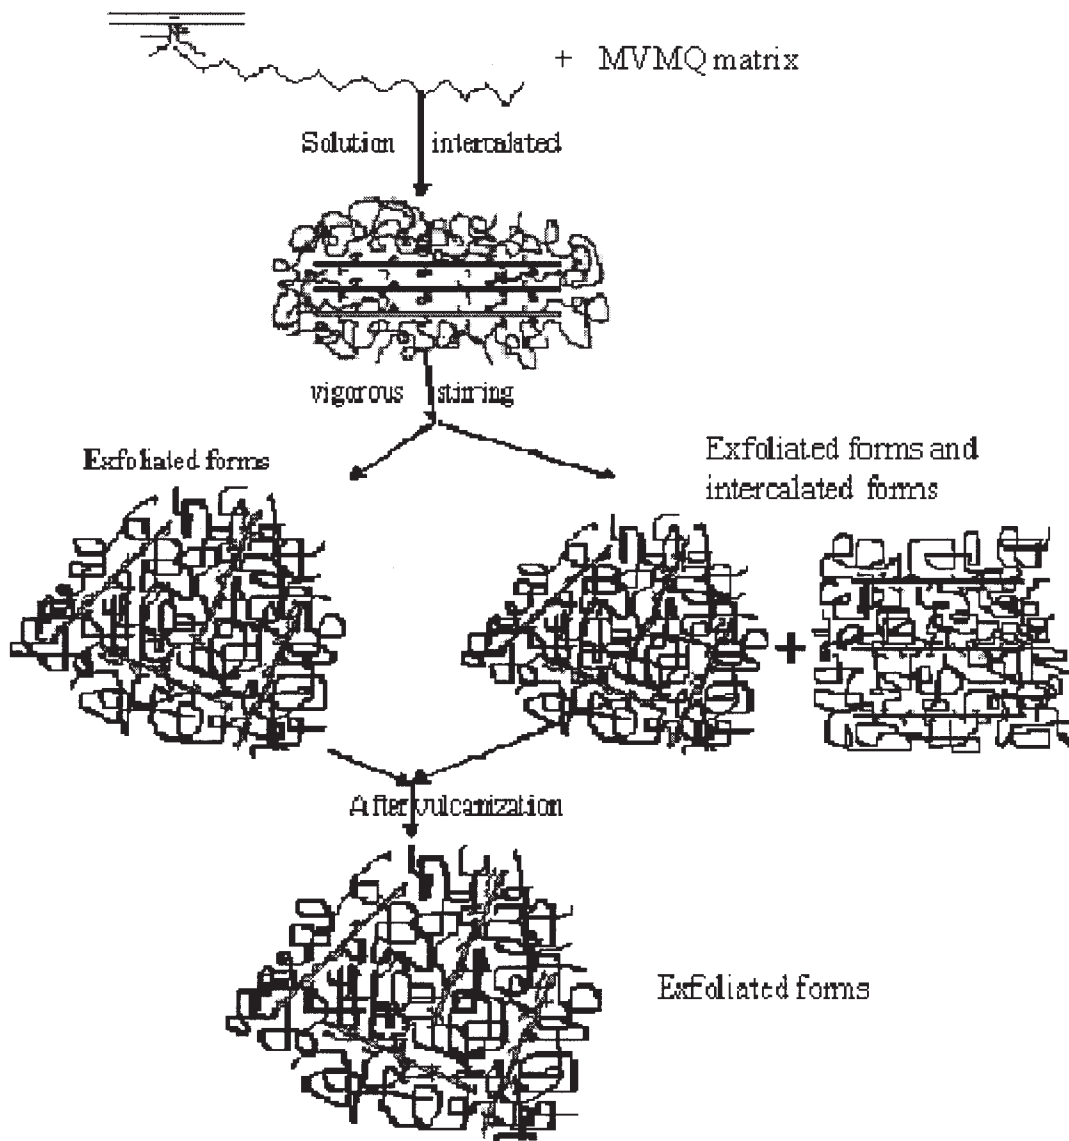 + MVMQ matrix
Solution intercalated
vigorous stirring
Exfoliated forms
Exfoliated forms and
intercalated forms
+
After vulcanization
Exfoliated forms